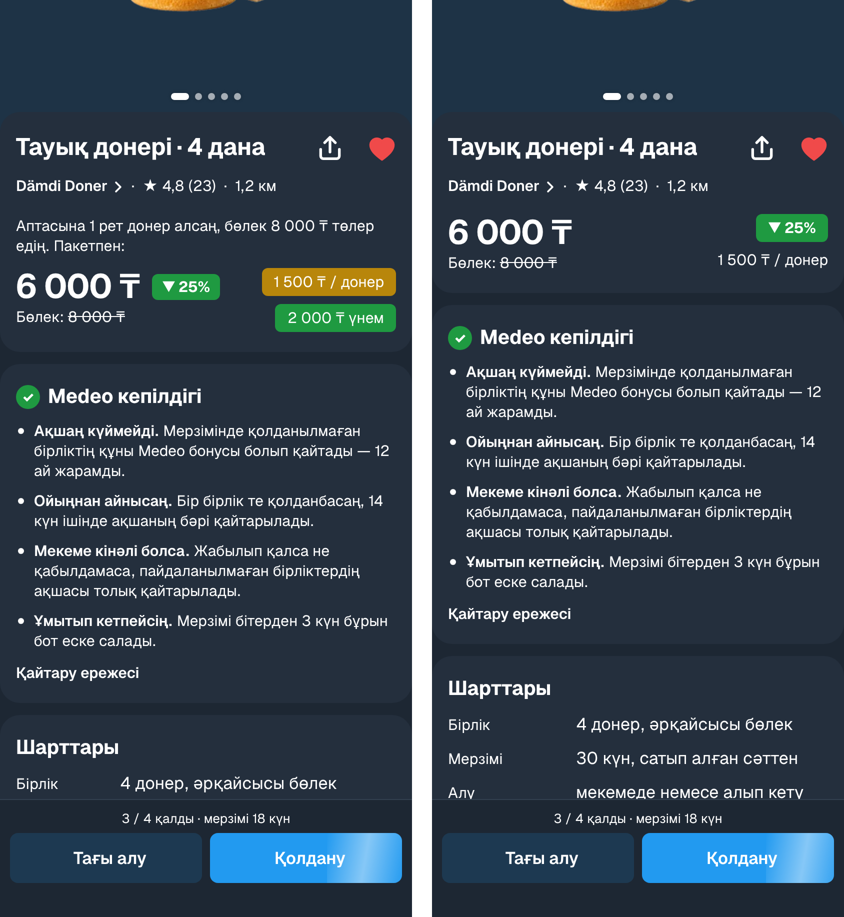 Тауық донері · 4 дана
Dämdi Doner › · ★ 4,8 (23) · 1,2 км
Аптасына 1 рет донер алсаң, бөлек 8 000 ₸ төлер
едің. Пакетпен:
6 000 ₸ ▼ 25% 1 500 ₸ / донер
Бөлек: 8 000 ₸ 2 000 ₸ үнем
Medeo кепілдігі
• Ақшаң күймейді. Мерзімінде қолданылмаған
бірліктің құны Medeo бонусы болып қайтады — 12
ай жарамды.
• Ойыңнан айнысаң. Бір бірлік те қолданбасаң, 14
күн ішінде ақшаның бәрі қайтарылады.
• Мекеме кінәлі болса. Жабылып қалса не
қабылдамаса, пайдаланылмаған бірліктердің
ақшасы толық қайтарылады.
• Ұмытып кетпейсің. Мерзімі бітерден 3 күн бұрын
бот еске салады.
Қайтару ережесі
Шарттары
Бірлік 4 донер, әрқайсысы бөлек
3 / 4 қалды · мерзімі 18 күн
Тағы алу Қолдану
Тауық донері · 4 дана
Dämdi Doner › · ★ 4,8 (23) · 1,2 км
6 000 ₸ ▼ 25%
Бөлек: 8 000 ₸ 1 500 ₸ / донер
Medeo кепілдігі
• Ақшаң күймейді. Мерзімінде қолданылмаған
бірліктің құны Medeo бонусы болып қайтады — 12
ай жарамды.
• Ойыңнан айнысаң. Бір бірлік те қолданбасаң, 14
күн ішінде ақшаның бәрі қайтарылады.
• Мекеме кінәлі болса. Жабылып қалса не
қабылдамаса, пайдаланылмаған бірліктердің
ақшасы толық қайтарылады.
• Ұмытып кетпейсің. Мерзімі бітерден 3 күн бұрын
бот еске салады.
Қайтару ережесі
Шарттары
Бірлік 4 донер, әрқайсысы бөлек
Мерзімі 30 күн, сатып алған сәттен
Алу мекемеде немесе алып кету
3 / 4 қалды · мерзімі 18 күн
Тағы алу Қолдану